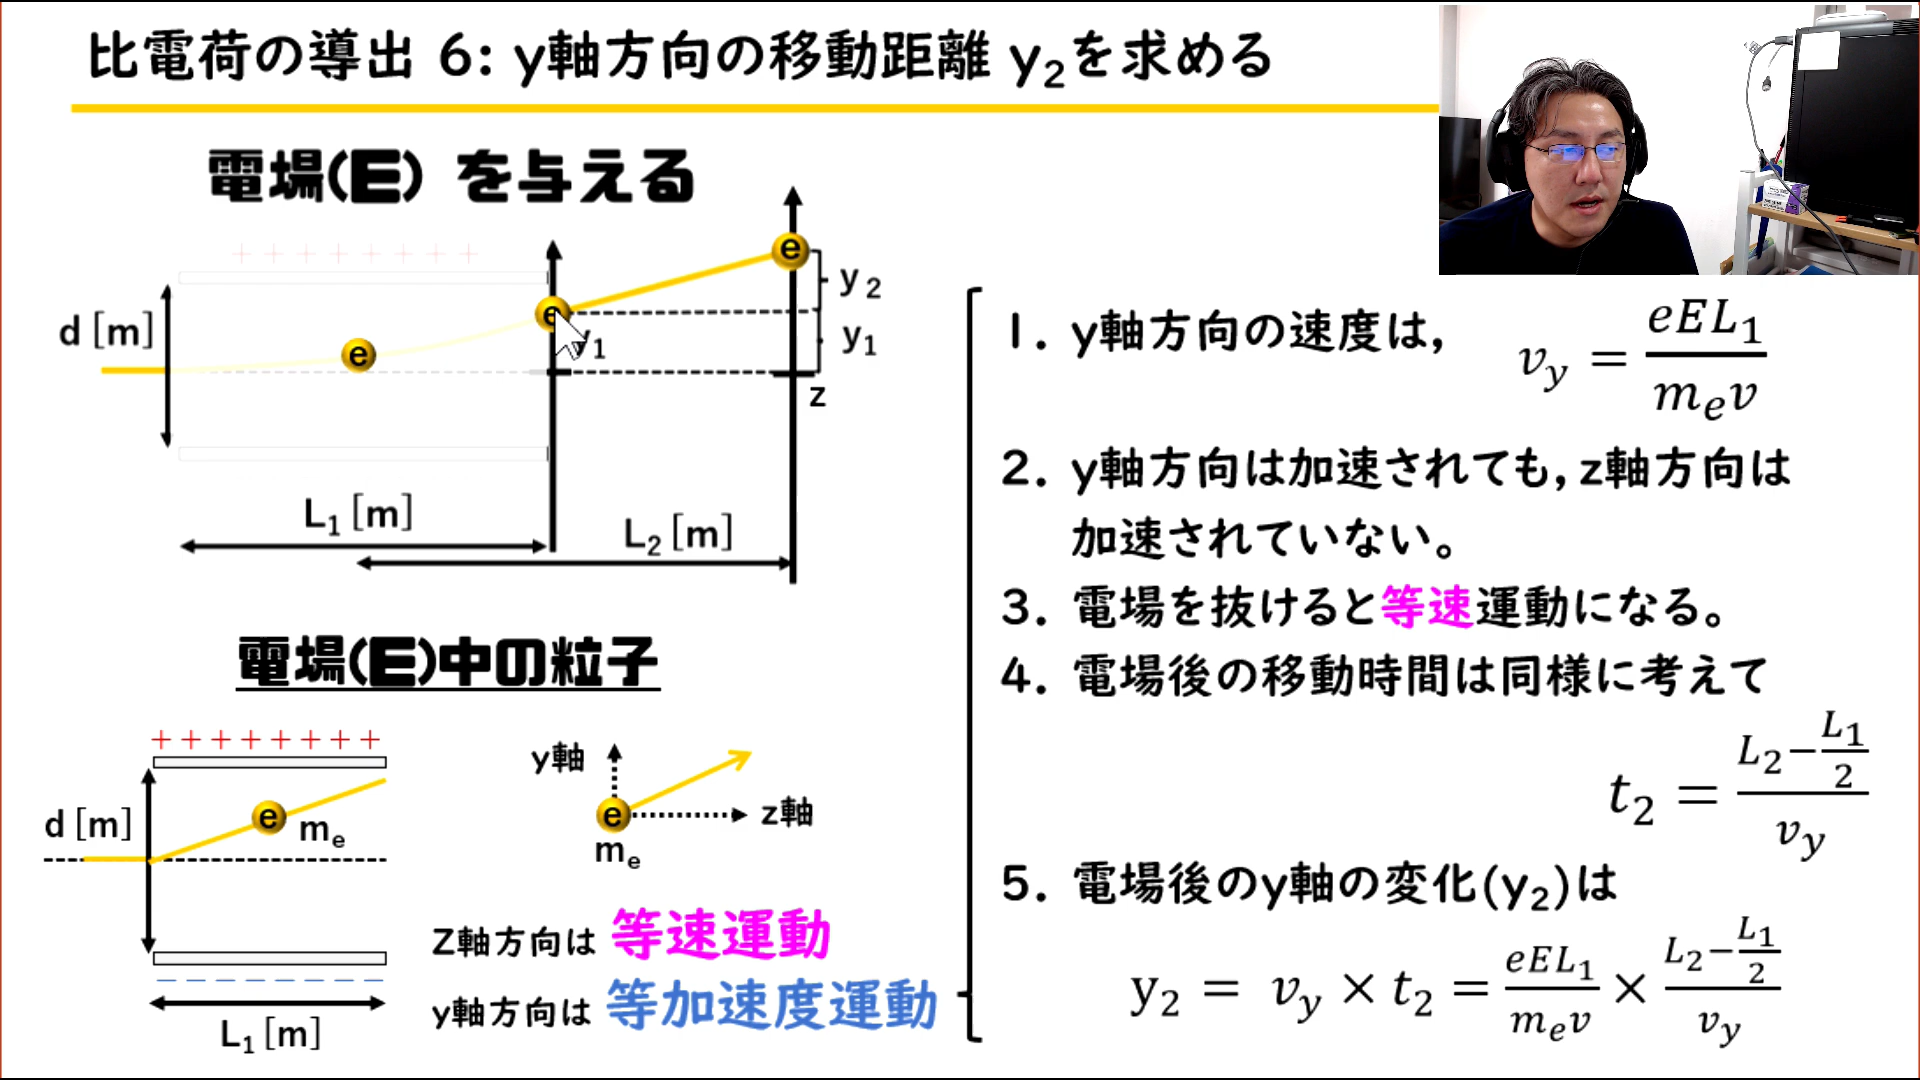 比電荷の導出 6: y軸方向の移動距離 y₂を求める
電場(E) を与える
+ + + + + + + +
e
y₂
e
d [m]
y₁
y₁
e
z
L₁ [m]
L₂ [m]
電場(E)中の粒子
+ + + + + + + +
d [m]
e
mₑ
− − − − − − − −
L₁ [m]
y軸
e
z軸
mₑ
Z軸方向は 等速運動
y軸方向は 等加速度運動
1. y軸方向の速度は, v_y = eEL₁ / mₑv
2. y軸方向は加速されても, z軸方向は
加速されていない。
3. 電場を抜けると等速運動になる。
4. 電場後の移動時間は同様に考えて
t₂ = (L₂ − L₁/2) / v_y
5. 電場後のy軸の変化(y₂)は
y₂ = v_y × t₂ = eEL₁ / mₑv × (L₂ − L₁/2) / v_y